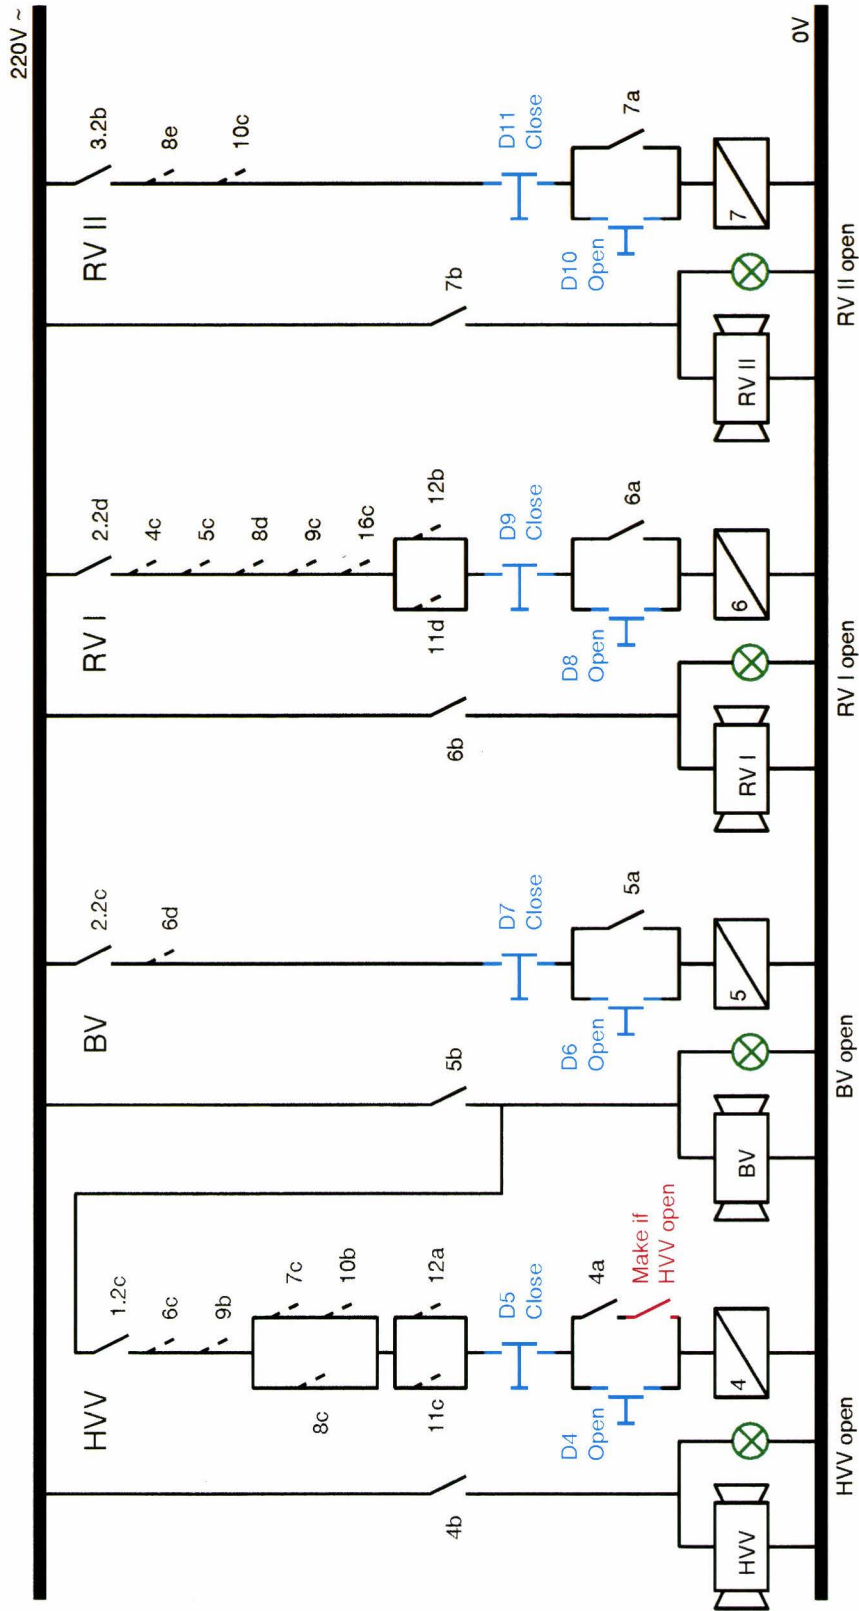 220V ~
0V
HVV
1.2c
6c
9b
7c
10b
8c
12a
11c
D5
Close
4a
Make if
HVV open
D4
Open
4
4b
HVV
HVV open
BV
2.2c
6d
D7
Close
5a
D6
Open
5
5b
BV
BV open
RV I
2.2d
4c
5c
8d
9c
16c
12b
11d
D9
Close
6a
D8
Open
6
6b
RV I
RV I open
RV II
3.2b
8e
10c
D11
Close
7a
D10
Open
7
7b
RV II
RV II open